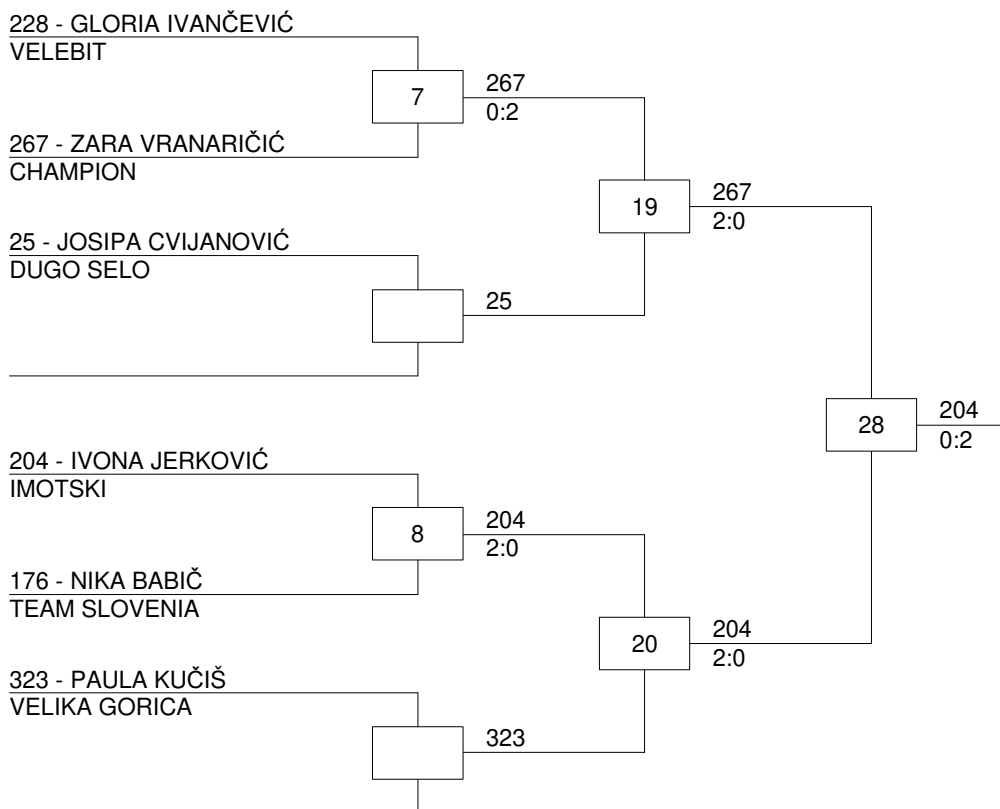 228 - GLORIA IVANČEVIĆ
VELEBIT
7
267
0:2
267 - ZARA VRANARIČIĆ
CHAMPION
19
267
2:0
25 - JOSIPA CVIJANOVIĆ
DUGO SELO
25
28
204
0:2
204 - IVONA JERKOVIĆ
IMOTSKI
8
204
2:0
176 - NIKA BABIČ
TEAM SLOVENIA
20
204
2:0
323 - PAULA KUČIŠ
VELIKA GORICA
323